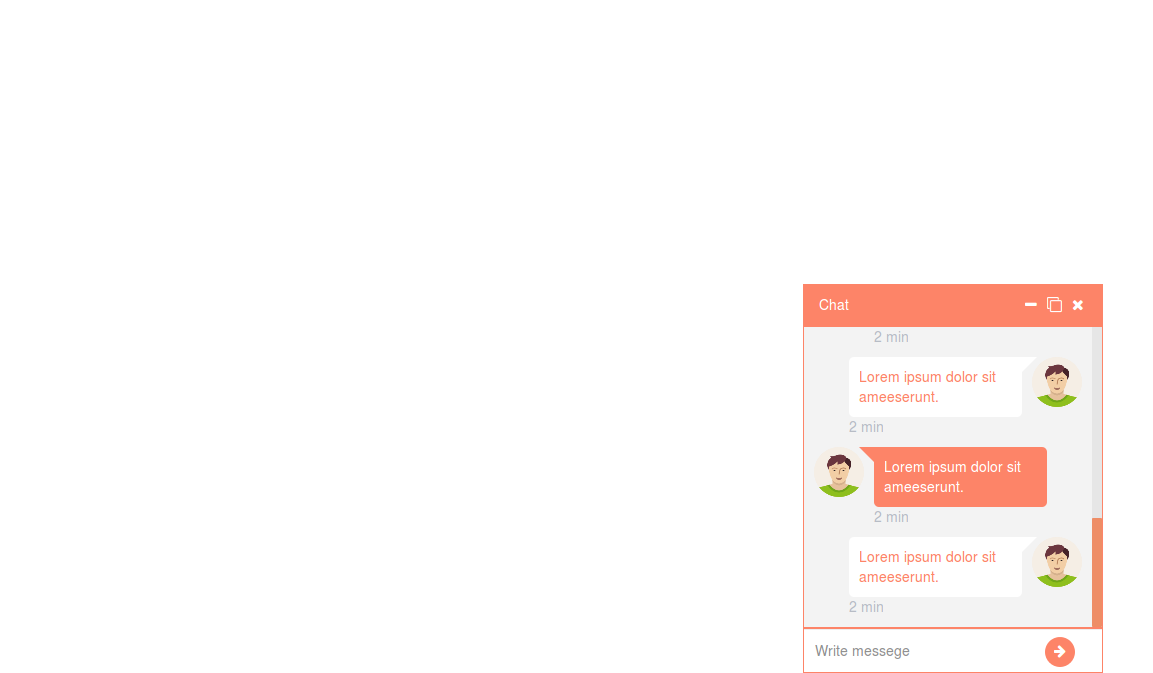 Chat
2 min
Lorem ipsum dolor sit
ameeserunt.
2 min
Lorem ipsum dolor sit
ameeserunt.
2 min
Lorem ipsum dolor sit
ameeserunt.
2 min
Write messege